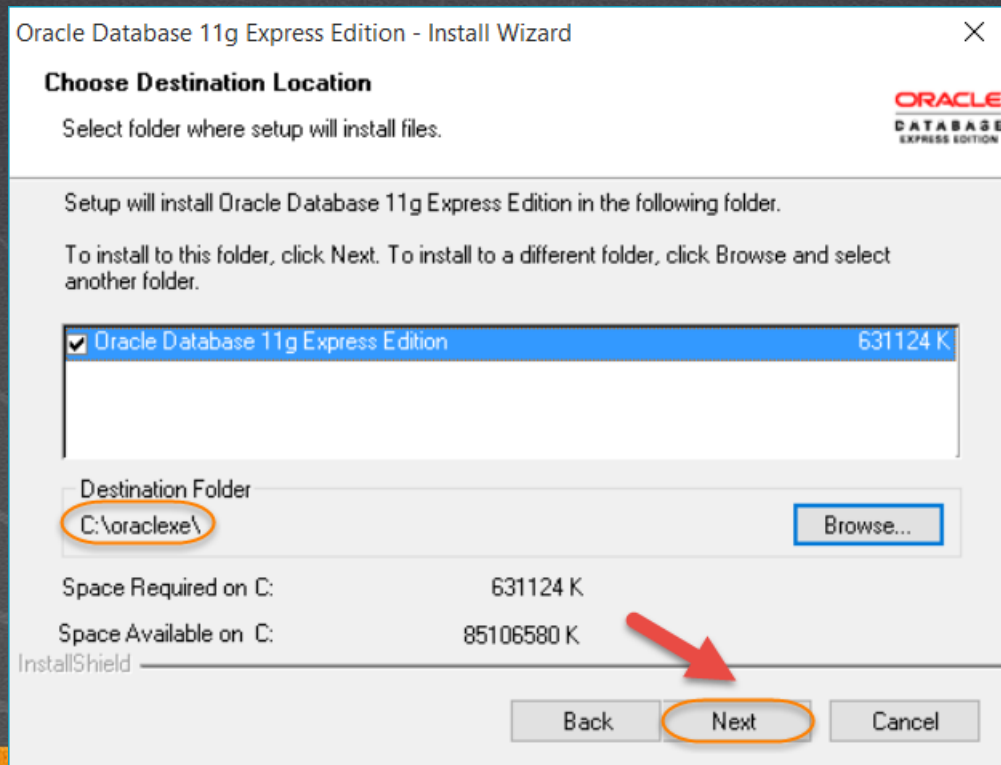 Oracle Database 11g Express Edition - Install Wizard
Choose Destination Location
Select folder where setup will install files.
ORACLE
DATABASE
EXPRESS EDITION
Setup will install Oracle Database 11g Express Edition in the following folder.
To install to this folder, click Next. To install to a different folder, click Browse and select
another folder.
Oracle Database 11g Express Edition 631124 K
Destination Folder
C:\oraclexe\ Browse...
Space Required on C: 631124 K
Space Available on C: 85106580 K
InstallShield
Back Next Cancel